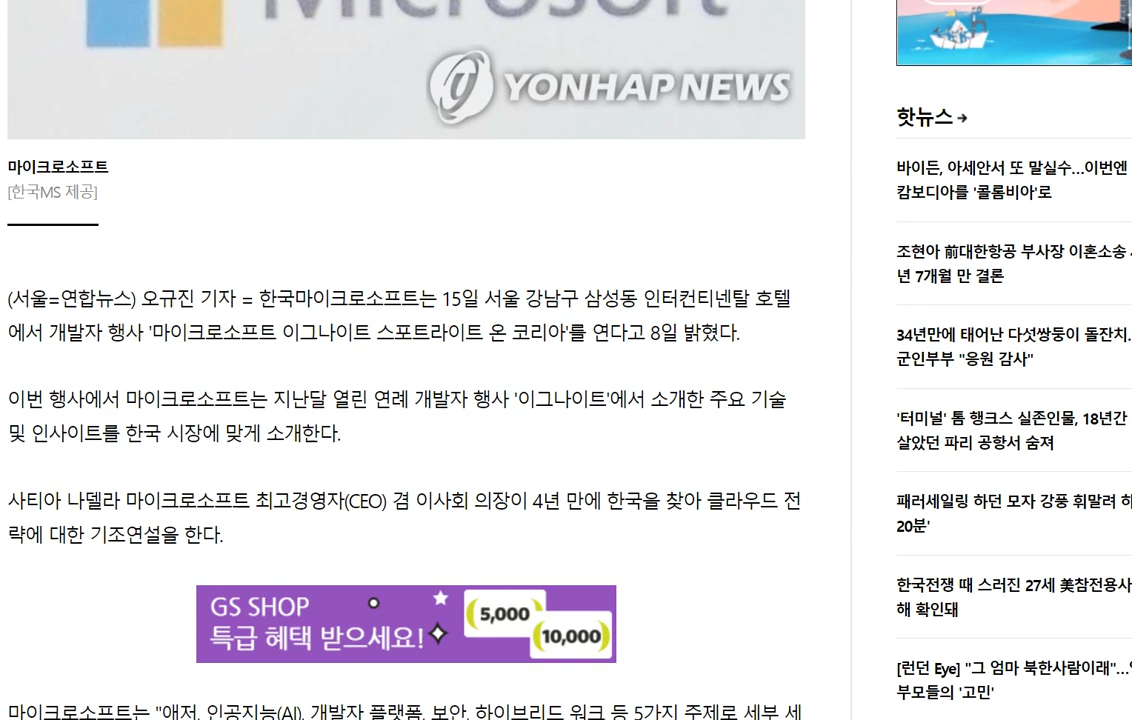 Microsoft
YONHAP NEWS
마이크로소프트
[한국MS 제공]
(서울=연합뉴스) 오규진 기자 = 한국마이크로소프트는 15일 서울 강남구 삼성동 인터컨티넨탈 호텔
에서 개발자 행사 '마이크로소프트 이그나이트 스포트라이트 온 코리아'를 연다고 8일 밝혔다.
이번 행사에서 마이크로소프트는 지난달 열린 연례 개발자 행사 '이그나이트'에서 소개한 주요 기술
및 인사이트를 한국 시장에 맞게 소개한다.
사티아 나델라 마이크로소프트 최고경영자(CEO) 겸 이사회 의장이 4년 만에 한국을 찾아 클라우드 전
략에 대한 기조연설을 한다.
GS SHOP
특급 혜택 받으세요!
5,000
10,000
마이크로소프트는 "애저, 인공지능(AI), 개발자 플랫폼, 보안, 하이브리드 워크 등 5가지 주제로 세부 세
핫뉴스
바이든, 아세안서 또 말실수…이번엔
캄보디아를 '콜롬비아'로
조현아 前대한항공 부사장 이혼소송
년 7개월 만 결론
34년만에 태어난 다섯쌍둥이 돌잔치…
군인부부 "응원 감사"
'터미널' 톰 행크스 실존인물, 18년간
살았던 파리 공항서 숨져
패러세일링 하던 모자 강풍 휘말려
20분'
한국전쟁 때 스러진 27세 美참전용사
해 확인돼
[런던 Eye] "그 엄마 북한사람이래"…
부모들의 '고민'